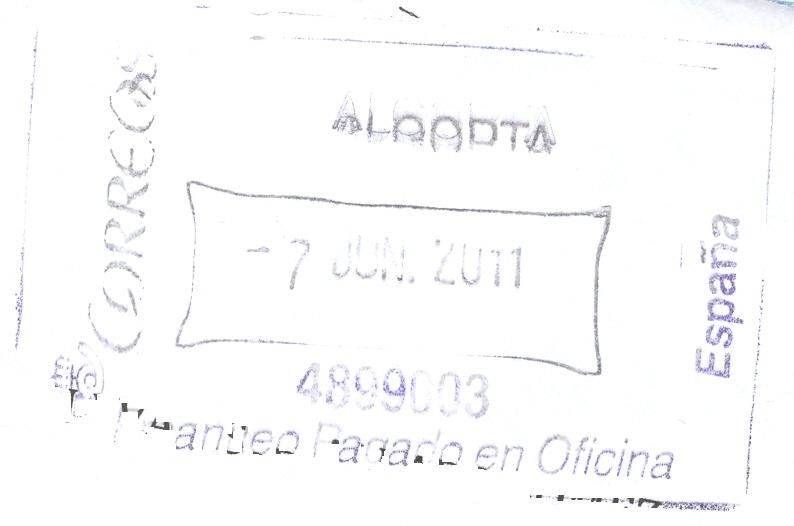 CORREOS
ALGORTA
- 7 JUN. 2011
España
4899003
Franqueo Pagado en Oficina